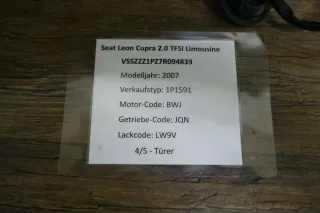 Seat Leon Cupra 2.0 TFSI Limousine
VSSZZZ1PZ7R094839
Modelljahr: 2007
Verkaufstyp: 1P1591
Motor-Code: BWJ
Getriebe-Code: JQN
Lackcode: LW9V
4/5 - Türer